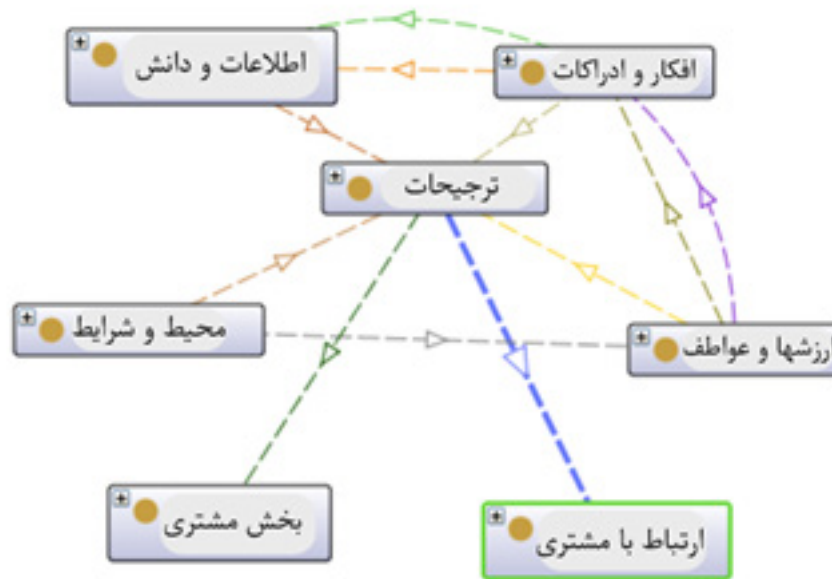 افکار و ادراکات
اطلاعات و دانش
ترجیحات
محیط و شرایط
ارزشها و عواطف
بخش مشتری
ارتباط با مشتری